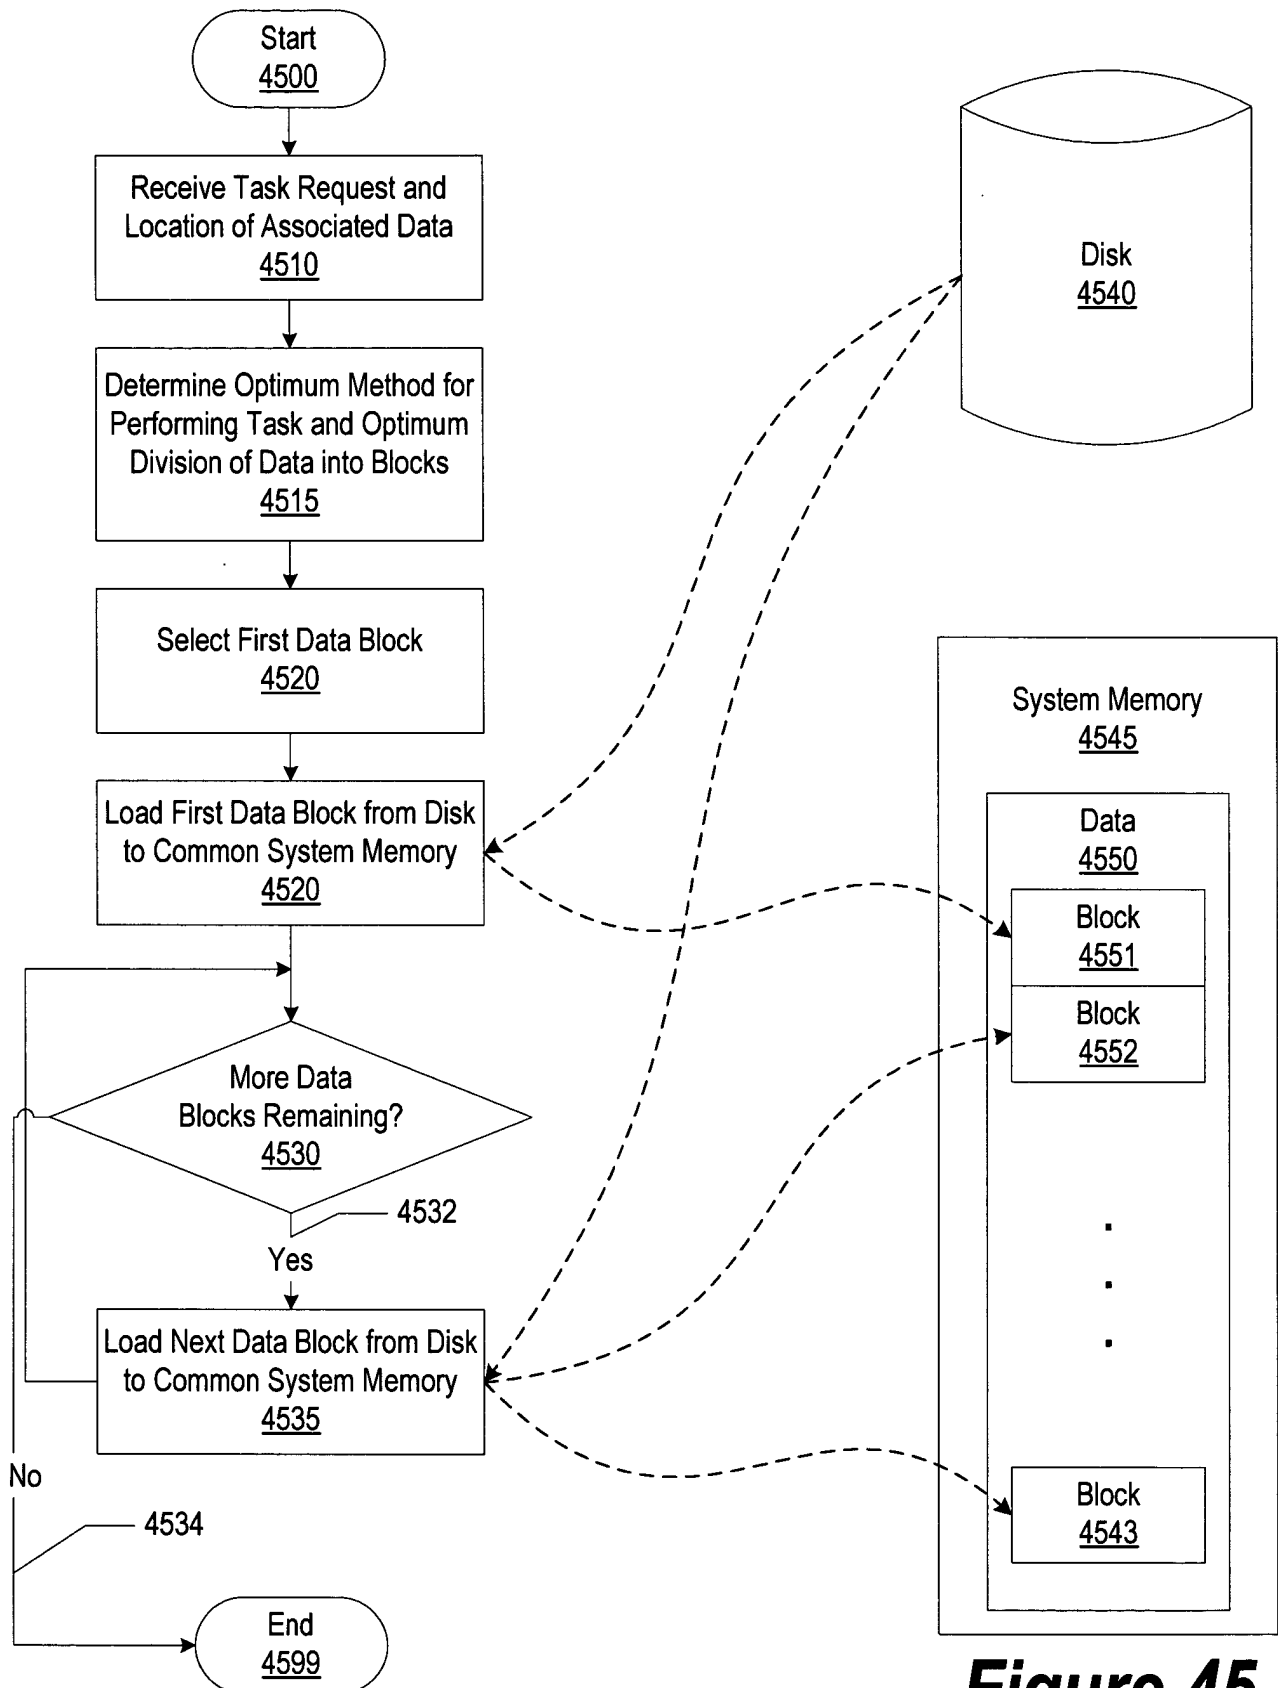 Start
4500
Receive Task Request and
Location of Associated Data
4510
Determine Optimum Method for
Performing Task and Optimum
Division of Data into Blocks
4515
Select First Data Block
4520
Load First Data Block from Disk
to Common System Memory
4520
More Data
Blocks Remaining?
4530
4532
Yes
Load Next Data Block from Disk
to Common System Memory
4535
No
4534
End
4599
Disk
4540
System Memory
4545
Data
4550
Block
4551
Block
4552
.
.
.
Block
4543
Figure 45